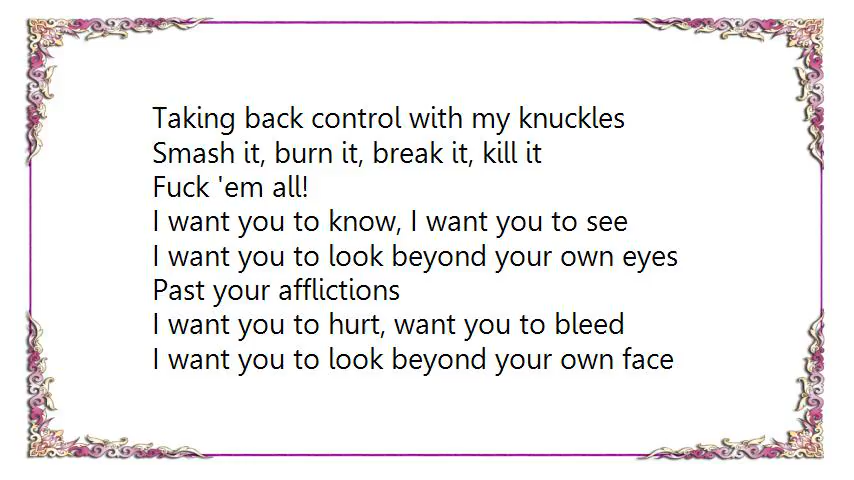 Taking back control with my knuckles
Smash it, burn it, break it, kill it
Fuck 'em all!
I want you to know, I want you to see
I want you to look beyond your own eyes
Past your afflictions
I want you to hurt, want you to bleed
I want you to look beyond your own face